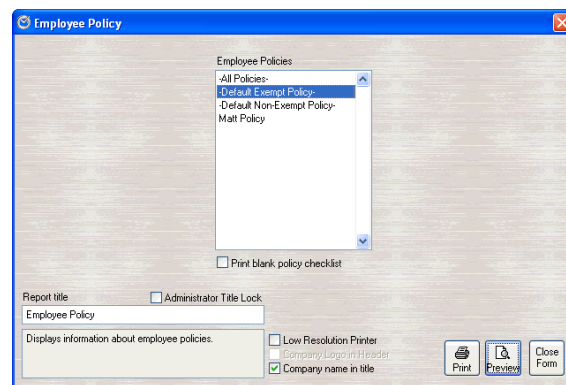 Employee Policy
Employee Policies
-All Policies-
-Default Exempt Policy-
-Default Non-Exempt Policy-
Matt Policy
Print blank policy checklist
Report title
Administrator Title Lock
Employee Policy
Displays information about employee policies.
Low Resolution Printer
Company Logo in Header
Company name in title
Print
Preview
Close
Form